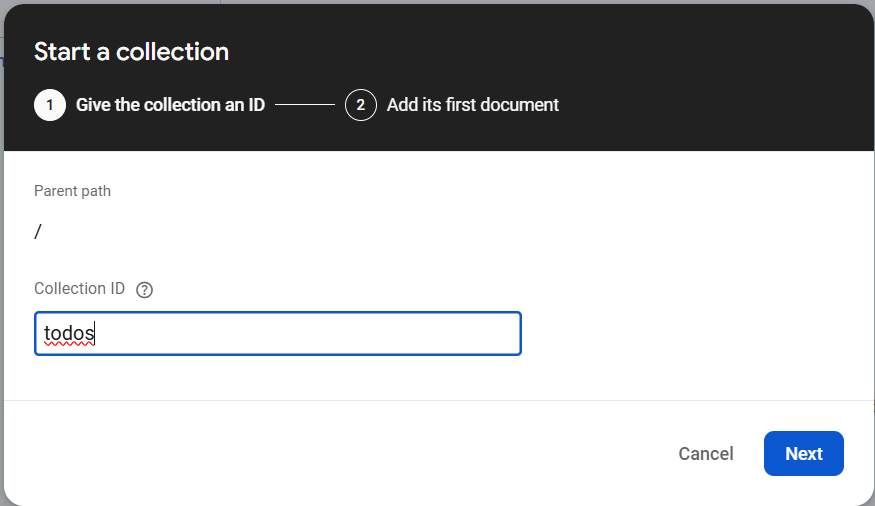 Start a collection
1 Give the collection an ID 2 Add its first document
Parent path
/
Collection ID ?
todos
Cancel Next